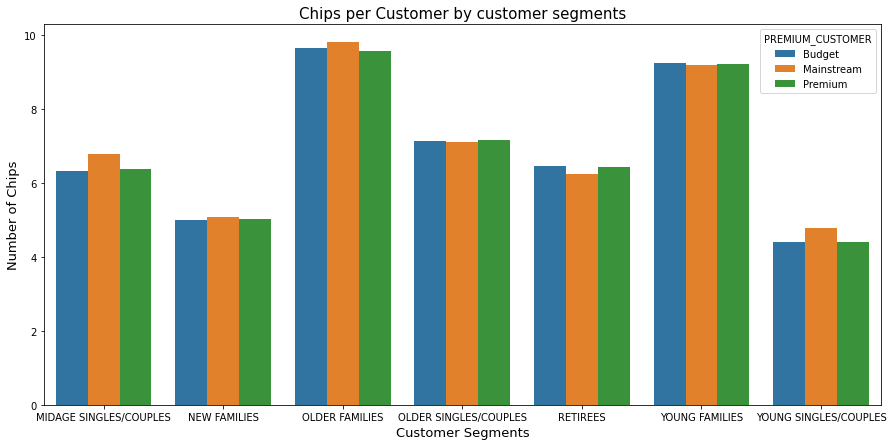 Chips per Customer by customer segments
PREMIUM_CUSTOMER
Budget
Mainstream
Premium
Number of Chips
10
8
6
4
2
0
MIDAGE SINGLES/COUPLES
NEW FAMILIES
OLDER FAMILIES
OLDER SINGLES/COUPLES
RETIREES
YOUNG FAMILIES
YOUNG SINGLES/COUPLES
Customer Segments